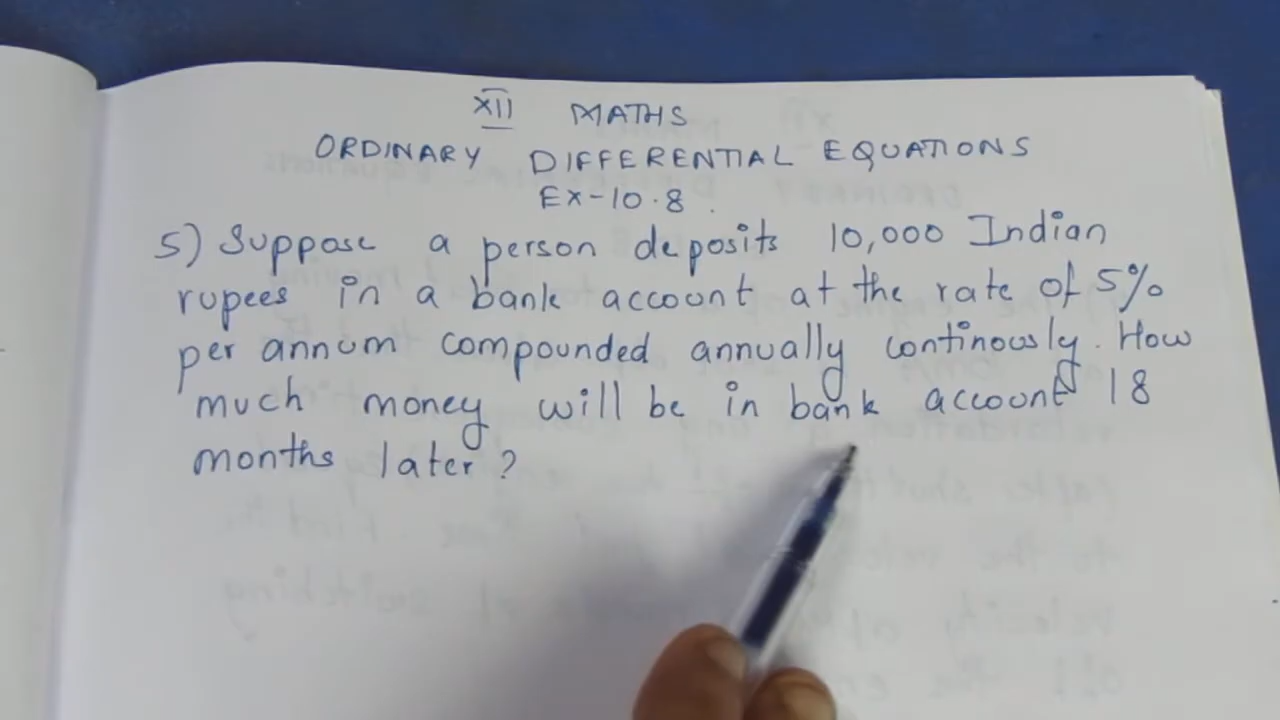 XII MATHS
ORDINARY DIFFERENTIAL EQUATIONS
Ex-10.8
5) Suppose a person deposits 10,000 Indian
rupees in a bank account at the rate of 5%
per annum compounded annually continously. How
much money will be in bank account 18
months later?